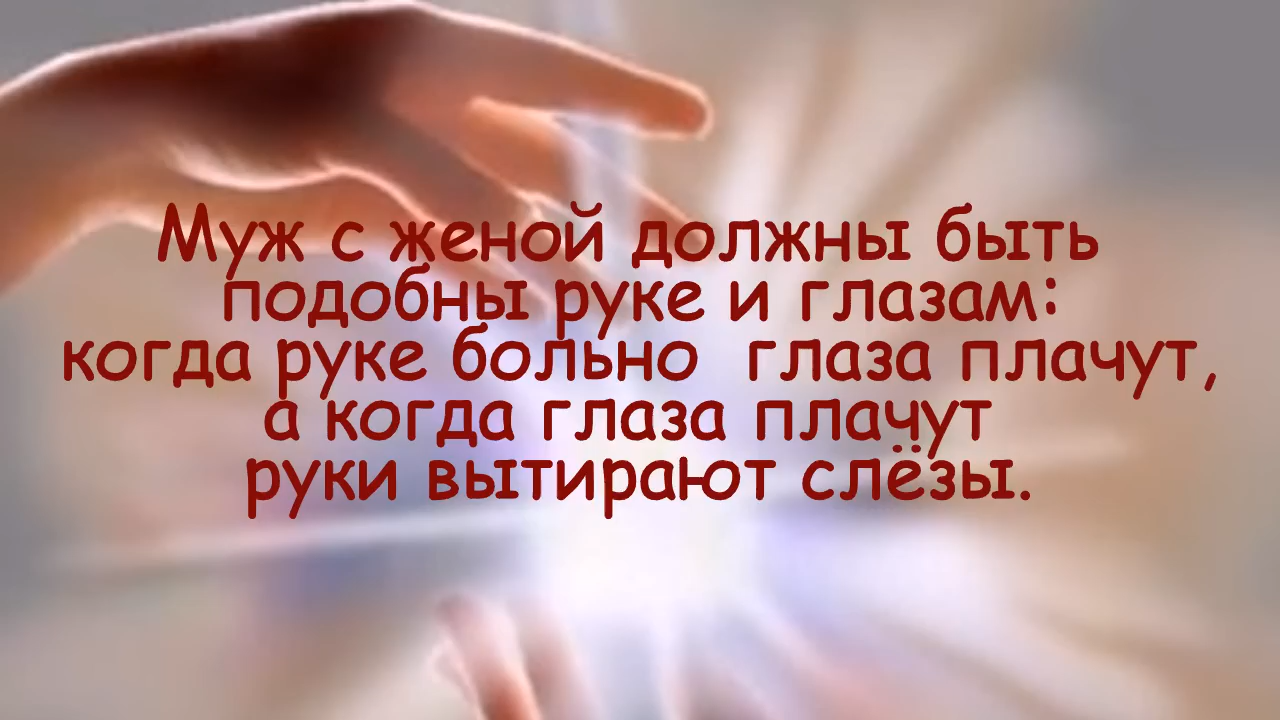 Муж с женой должны быть
подобны руке и глазам:
когда руке больно глаза плачут,
а когда глаза плачут
руки вытирают слёзы.